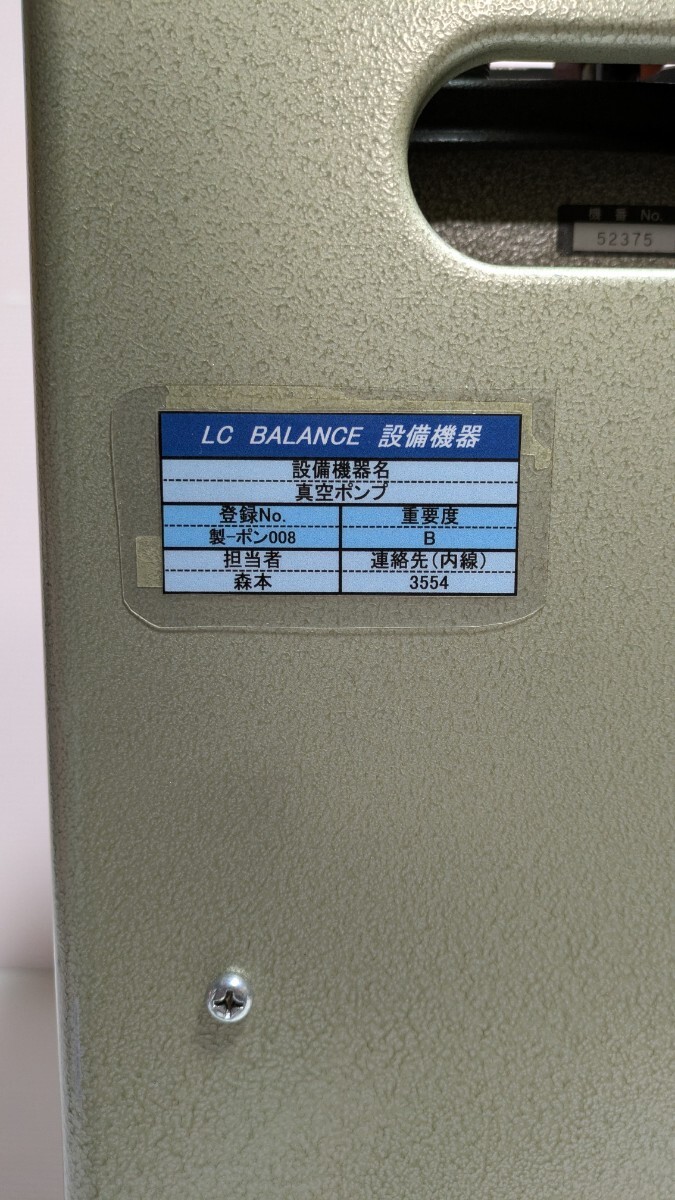 機番 No.
52375
LC BALANCE 設備機器
設備機器名
真空ポンプ
登録No. 重要度
製-ポン008 B
担当者 連絡先(内線)
森本 3554